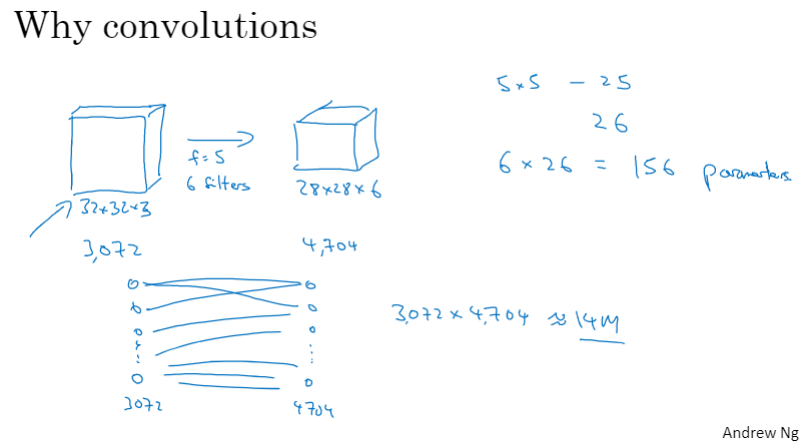 Why convolutions
5×5 - 25
26
6 × 26 = 156 parameters
f=5
6 filters
32×32×3
28×28×6
3,072
4,704
3,072 × 4,704 ≈ 14M
3072
4704
Andrew Ng